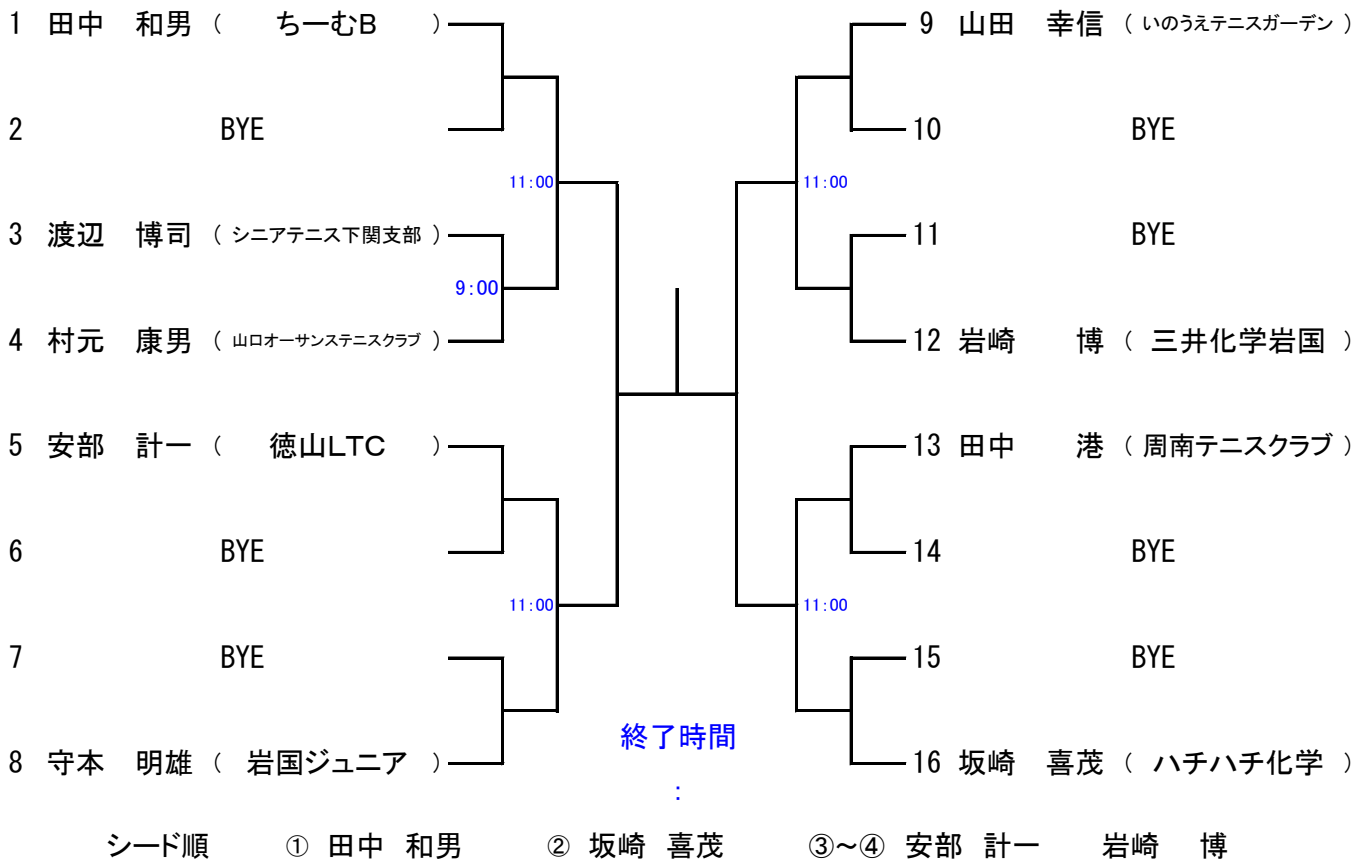 1 田中 和男 ( ちーむB )
2 BYE
11:00
3 渡辺 博司 ( シニアテニス下関支部 )
9:00
4 村元 康男 ( 山口オーサンステニスクラブ )
5 安部 計一 ( 徳山LTC )
6 BYE
11:00
7 BYE
8 守本 明雄 ( 岩国ジュニア )
9 山田 幸信 ( いのうえテニスガーデン )
10 BYE
11:00
11 BYE
12 岩崎 博 ( 三井化学岩国 )
13 田中 港 ( 周南テニスクラブ )
14 BYE
11:00
15 BYE
16 坂崎 喜茂 ( ハチハチ化学 )
終了時間
:
シード順 ① 田中 和男 ② 坂崎 喜茂 ③~④ 安部 計一 岩崎 博